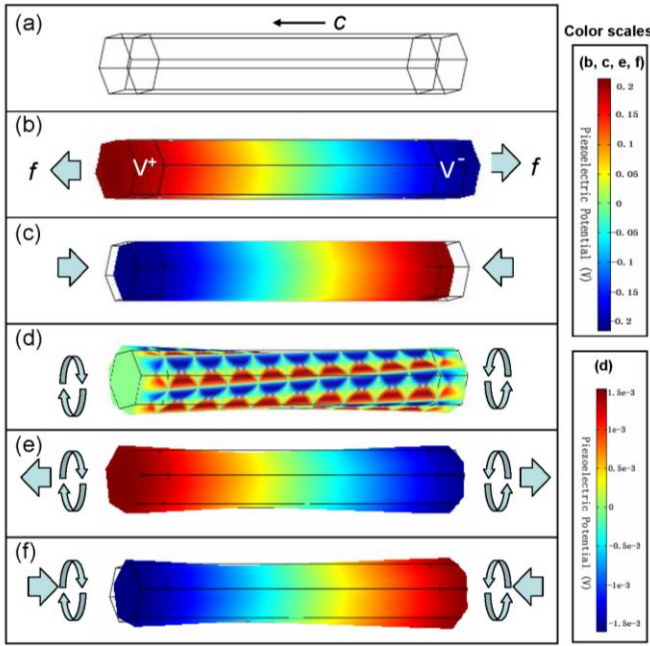 (a)
c
(b)
f
V+
V−
f
(c)
(d)
(e)
(f)
Color scales
(b, c, e, f)
0.2
0.15
0.1
0.05
0
0.05
0.1
0.15
0.2
Piezoelectric Potential (V)
(d)
1.5e-3
1e-3
0.5e-3
0
-0.5e-3
-1e-3
-1.5e-3
Piezoelectric Potential (V)